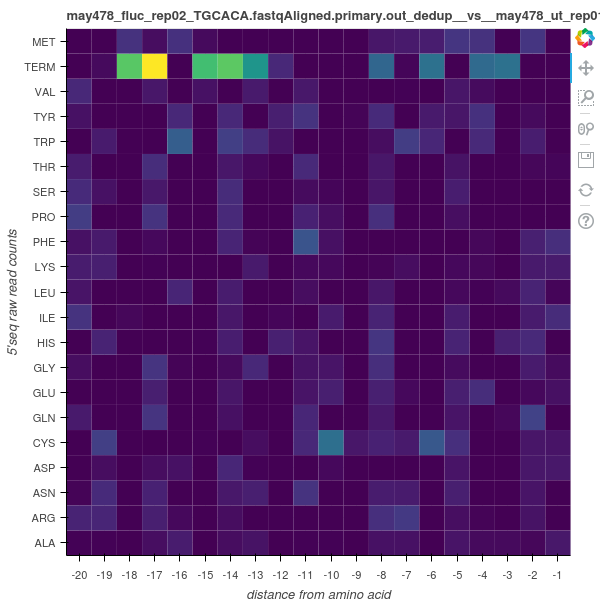 may478_fluc_rep02_TGCACA.fastqAligned.primary.out_dedup__vs__may478_ut_rep01
MET
TERM
VAL
TYR
TRP
THR
SER
PRO
PHE
LYS
LEU
ILE
HIS
GLY
GLU
GLN
CYS
ASP
ASN
ARG
ALA
5'seq raw read counts
-20 -19 -18 -17 -16 -15 -14 -13 -12 -11 -10 -9 -8 -7 -6 -5 -4 -3 -2 -1
distance from amino acid